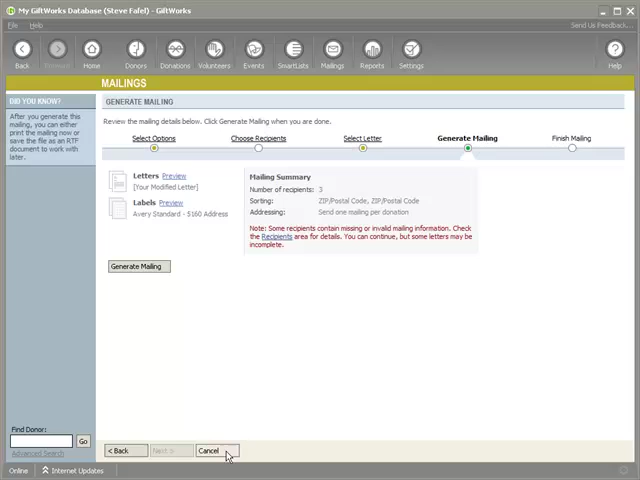 My GiftWorks Database (Steve Fafel) - GiftWorks
File Help Send Us Feedback...
Back Forward Home Donors Donations Volunteers Events SmartLists Mailings Reports Settings Help
MAILINGS
DID YOU KNOW?
After you generate this
mailing, you can either
print the mailing now or
save the file as an RTF
document to work with
later.
GENERATE MAILING
Review the mailing details below. Click Generate Mailing when you are done.
Select Options Choose Recipients Select Letter Generate Mailing Finish Mailing
Letters Preview
[Your Modified Letter]
Labels Preview
Avery Standard - 5160 Address
Mailing Summary
Number of recipients: 3
Sorting: ZIP/Postal Code, ZIP/Postal Code
Addressing: Send one mailing per donation
Note: Some recipients contain missing or invalid mailing information. Check
the Recipients area for details. You can continue, but some letters may be
incomplete.
Generate Mailing
Find Donor:
Go
Advanced Search
< Back Next > Cancel
Online Internet Updates